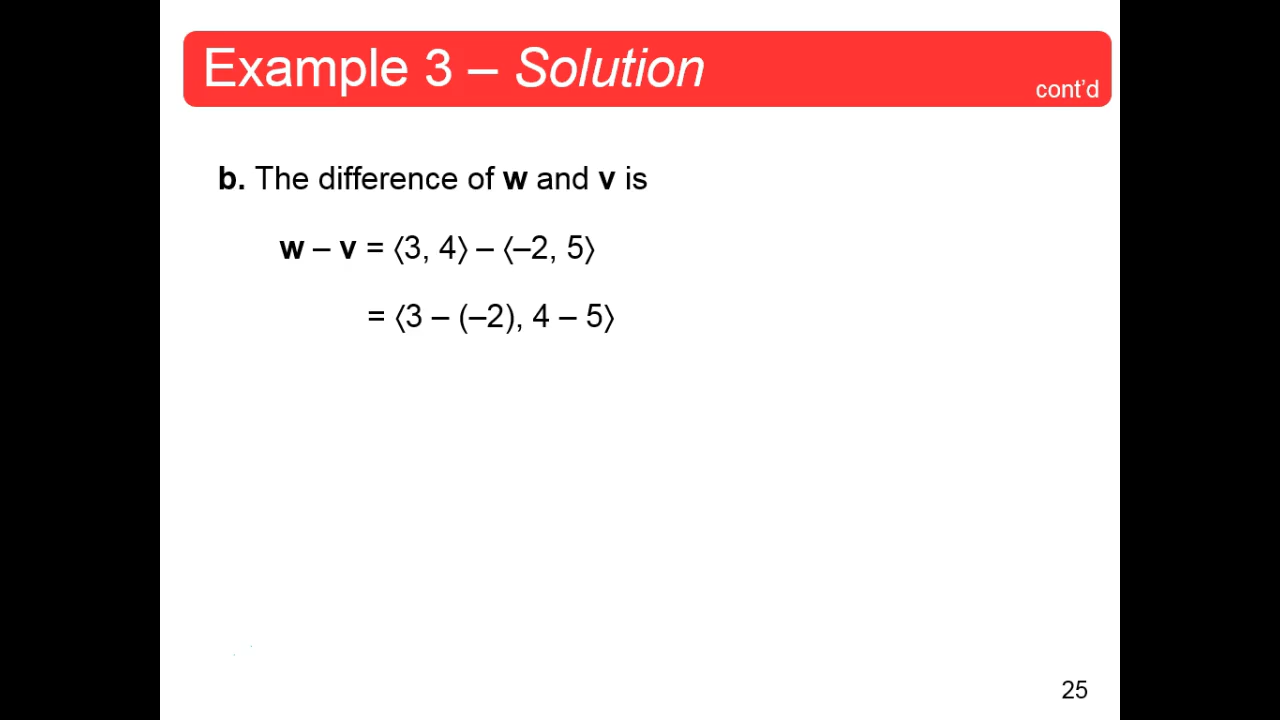 Example 3 – Solution
cont’d
b. The difference of w and v is
w – v = ⟨3, 4⟩ – ⟨–2, 5⟩
= ⟨3 – (–2), 4 – 5⟩
25